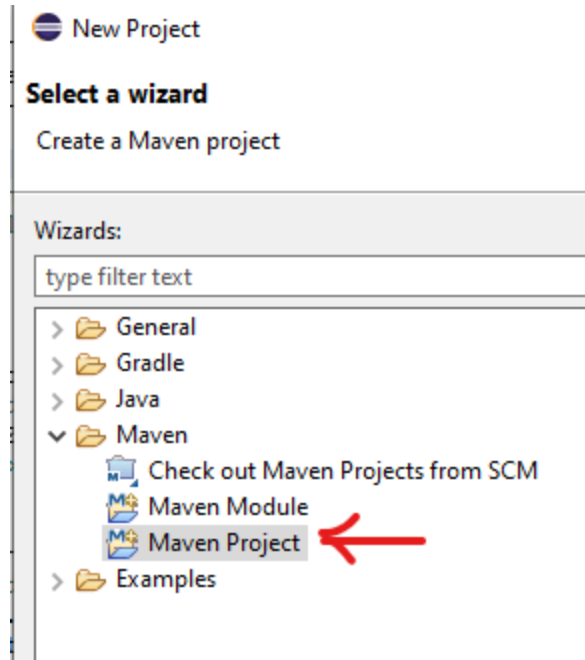 New Project
Select a wizard
Create a Maven project
Wizards:
type filter text
General
Gradle
Java
Maven
Check out Maven Projects from SCM
Maven Module
Maven Project
Examples